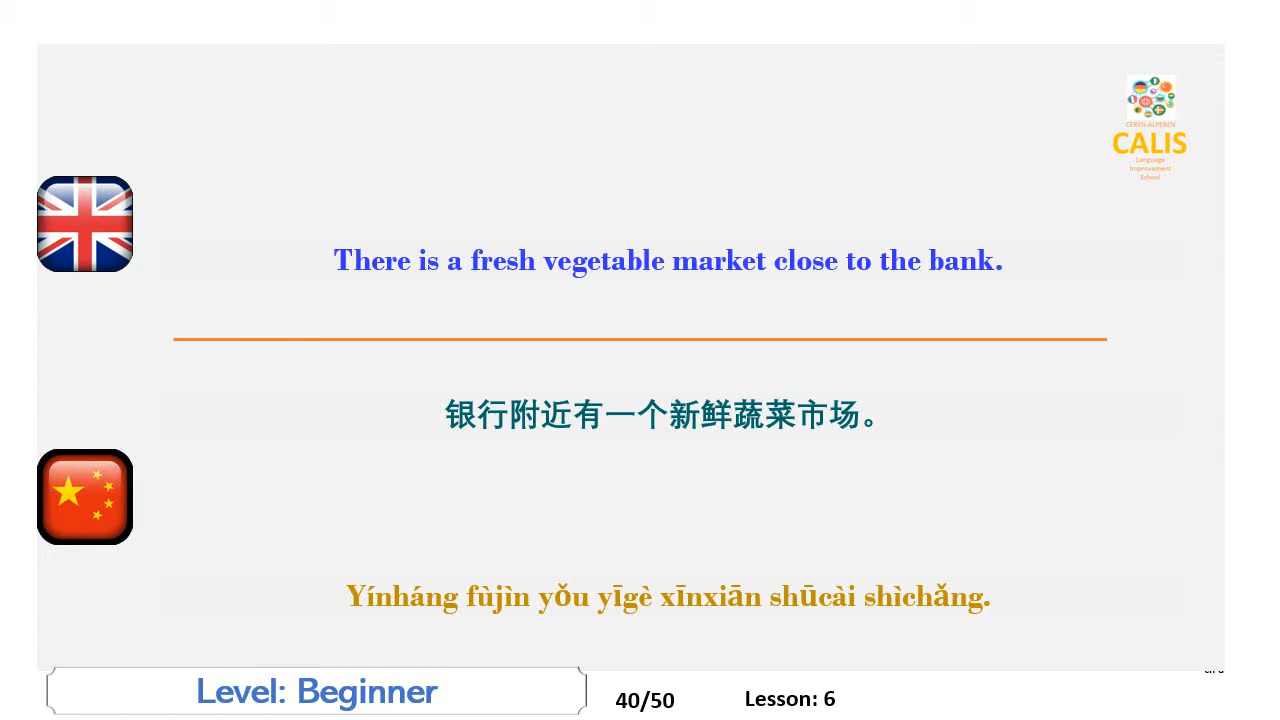 CEREN-ALPEREN
CALIS
Language
Improvement
School
There is a fresh vegetable market close to the bank.
银行附近有一个新鲜蔬菜市场。
Yínháng fùjìn yǒu yīgè xīnxiān shūcài shìchǎng.
Level: Beginner
40/50
Lesson: 6